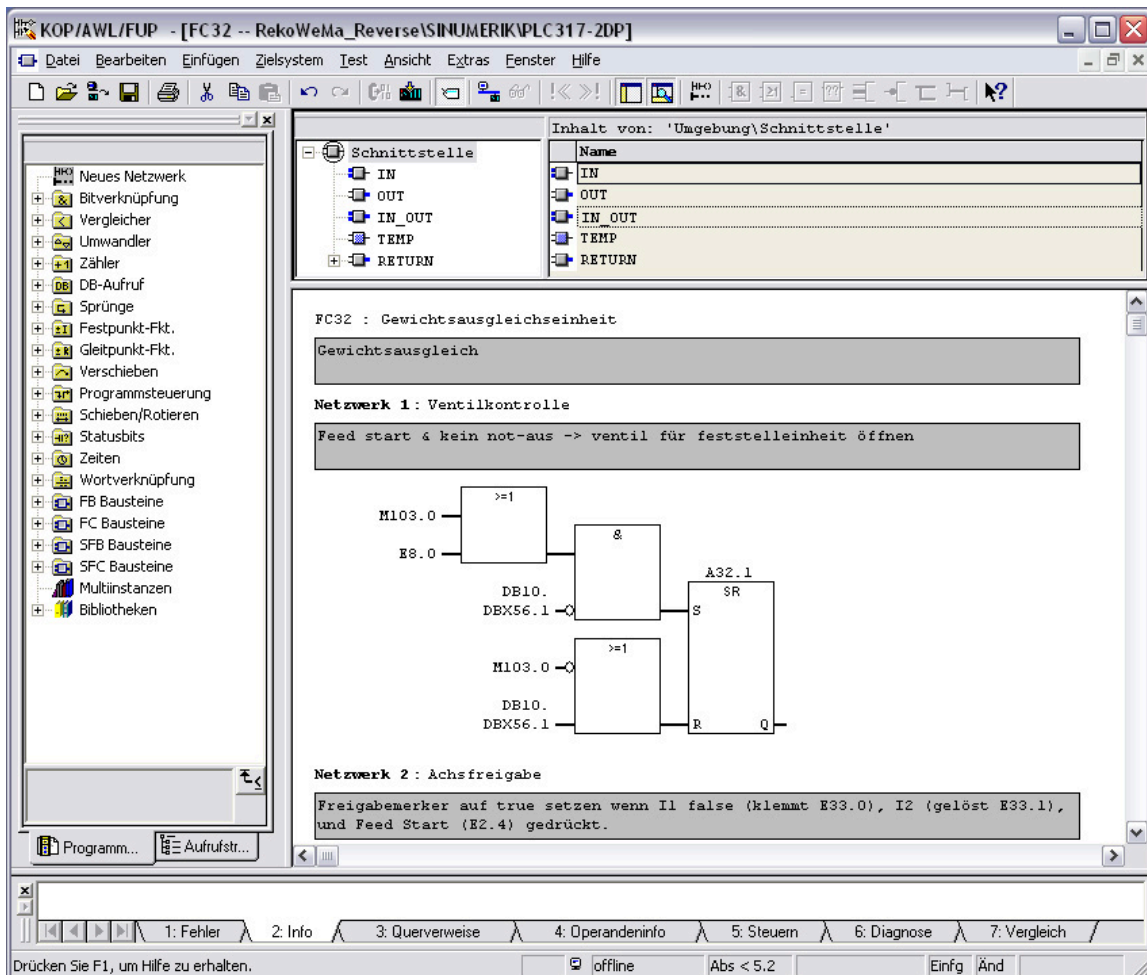 KOP/AWL/FUP - [FC32 -- RekoWeMa_Reverse\SINUMERIK\PLC317-2DP]
Datei Bearbeiten Einfügen Zielsystem Test Ansicht Extras Fenster Hilfe
Neues Netzwerk
Bitverknüpfung
Vergleicher
Umwandler
Zähler
DB-Aufruf
Sprünge
Festpunkt-Fkt.
Gleitpunkt-Fkt.
Verschieben
Programmsteuerung
Schieben/Rotieren
Statusbits
Zeiten
Wortverknüpfung
FB Bausteine
FC Bausteine
SFB Bausteine
SFC Bausteine
Multiinstanzen
Bibliotheken
Programm...
Aufrufstr...
Schnittstelle
IN
OUT
IN_OUT
TEMP
RETURN
Inhalt von: 'Umgebung\Schnittstelle'
Name
IN
OUT
IN_OUT
TEMP
RETURN
FC32 : Gewichtsausgleichseinheit
Gewichtsausgleich
Netzwerk 1: Ventilkontrolle
Feed start & kein not-aus -> ventil für feststelleinheit öffnen
>=1
M103.0
E8.0
&
DB10.
DBX56.1
A32.1
SR
S
>=1
M103.0
DB10.
DBX56.1
R Q
Netzwerk 2: Achsfreigabe
Freigabemerker auf true setzen wenn I1 false (klemmt E33.0), I2 (gelöst E33.1),
und Feed Start (E2.4) gedrückt.
1: Fehler 2: Info 3: Querverweise 4: Operandeninfo 5: Steuern 6: Diagnose 7: Vergleich
Drücken Sie F1, um Hilfe zu erhalten. offline Abs < 5.2 Einfg Änd